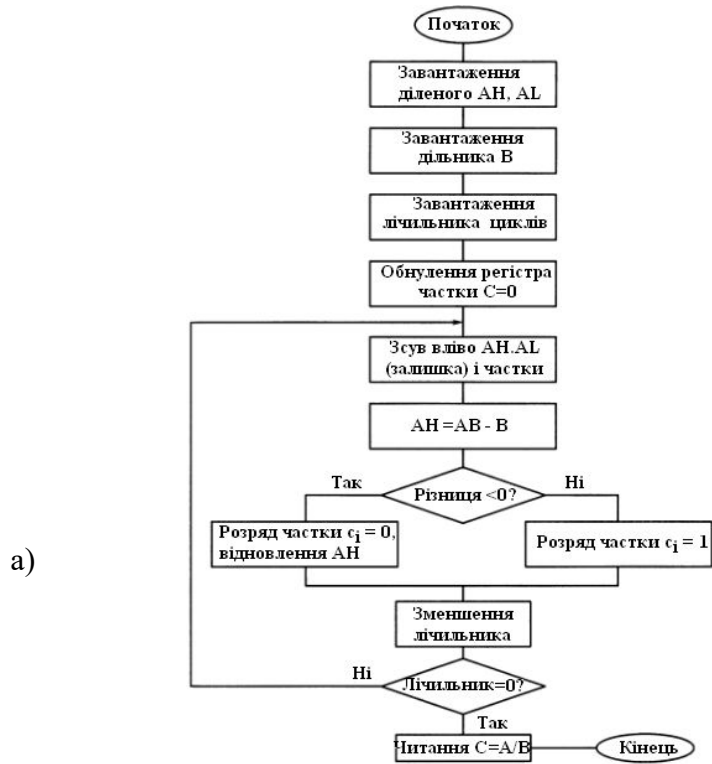 Початок
Завантаження
діленого AH, AL
Завантаження
дільника B
Завантаження
лічильника циклів
Обнулення регістра
частки C=0
Зсув вліво AH.AL
(залишка) і частки
AH =AB - B
Так
Різниця <0?
Ні
Розряд частки ci = 0,
відновлення AH
Розряд частки ci = 1
а)
Зменшення
лічильника
Ні
Лічильник=0?
Так
Читання C=A/B
Кінець